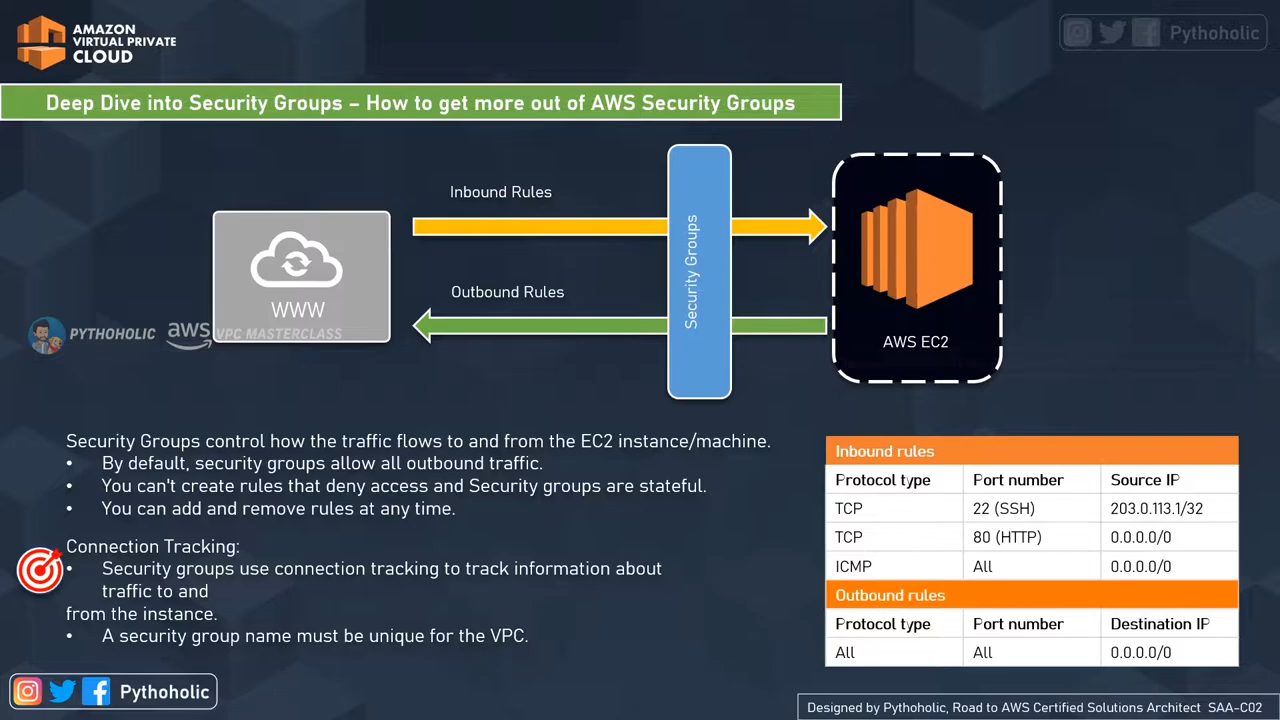 AMAZON
VIRTUAL PRIVATE
CLOUD
Pythoholic
Deep Dive into Security Groups – How to get more out of AWS Security Groups
Inbound Rules
Outbound Rules
Security Groups
WWW
AWS EC2
PYTHOHOLIC aws VPC MASTERCLASS
Security Groups control how the traffic flows to and from the EC2 instance/machine.
• By default, security groups allow all outbound traffic.
• You can't create rules that deny access and Security groups are stateful.
• You can add and remove rules at any time.
Connection Tracking:
• Security groups use connection tracking to track information about
traffic to and
from the instance.
• A security group name must be unique for the VPC.
Inbound rules
Protocol type Port number Source IP
TCP 22 (SSH) 203.0.113.1/32
TCP 80 (HTTP) 0.0.0.0/0
ICMP All 0.0.0.0/0
Outbound rules
Protocol type Port number Destination IP
All All 0.0.0.0/0
Pythoholic
Designed by Pythoholic, Road to AWS Certified Solutions Architect SAA-C02